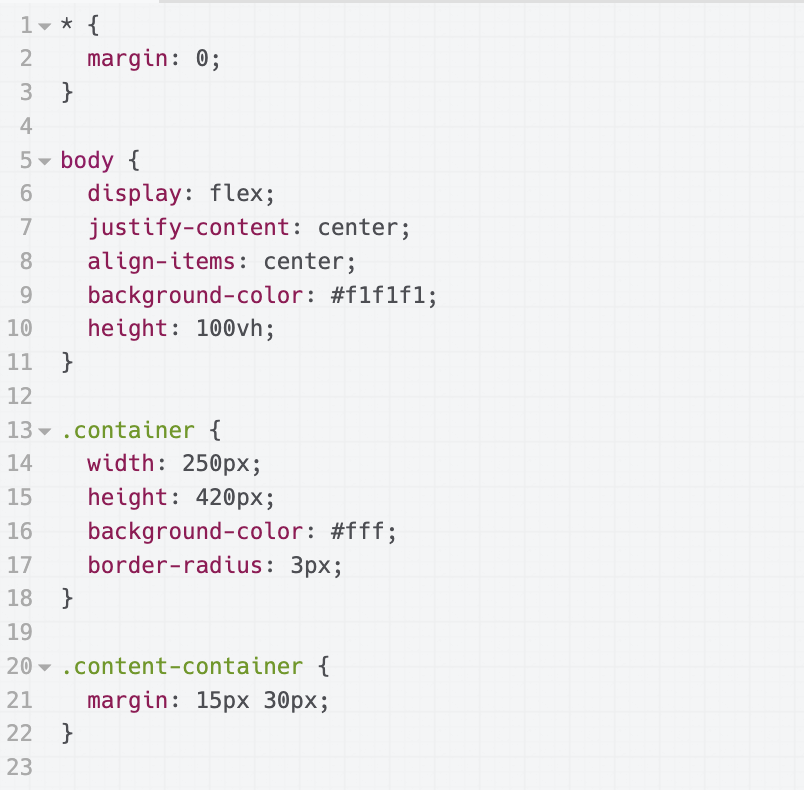 1 * {
2   margin: 0;
3 }
4
5 body {
6   display: flex;
7   justify-content: center;
8   align-items: center;
9   background-color: #f1f1f1;
10   height: 100vh;
11 }
12
13 .container {
14   width: 250px;
15   height: 420px;
16   background-color: #fff;
17   border-radius: 3px;
18 }
19
20 .content-container {
21   margin: 15px 30px;
22 }
23